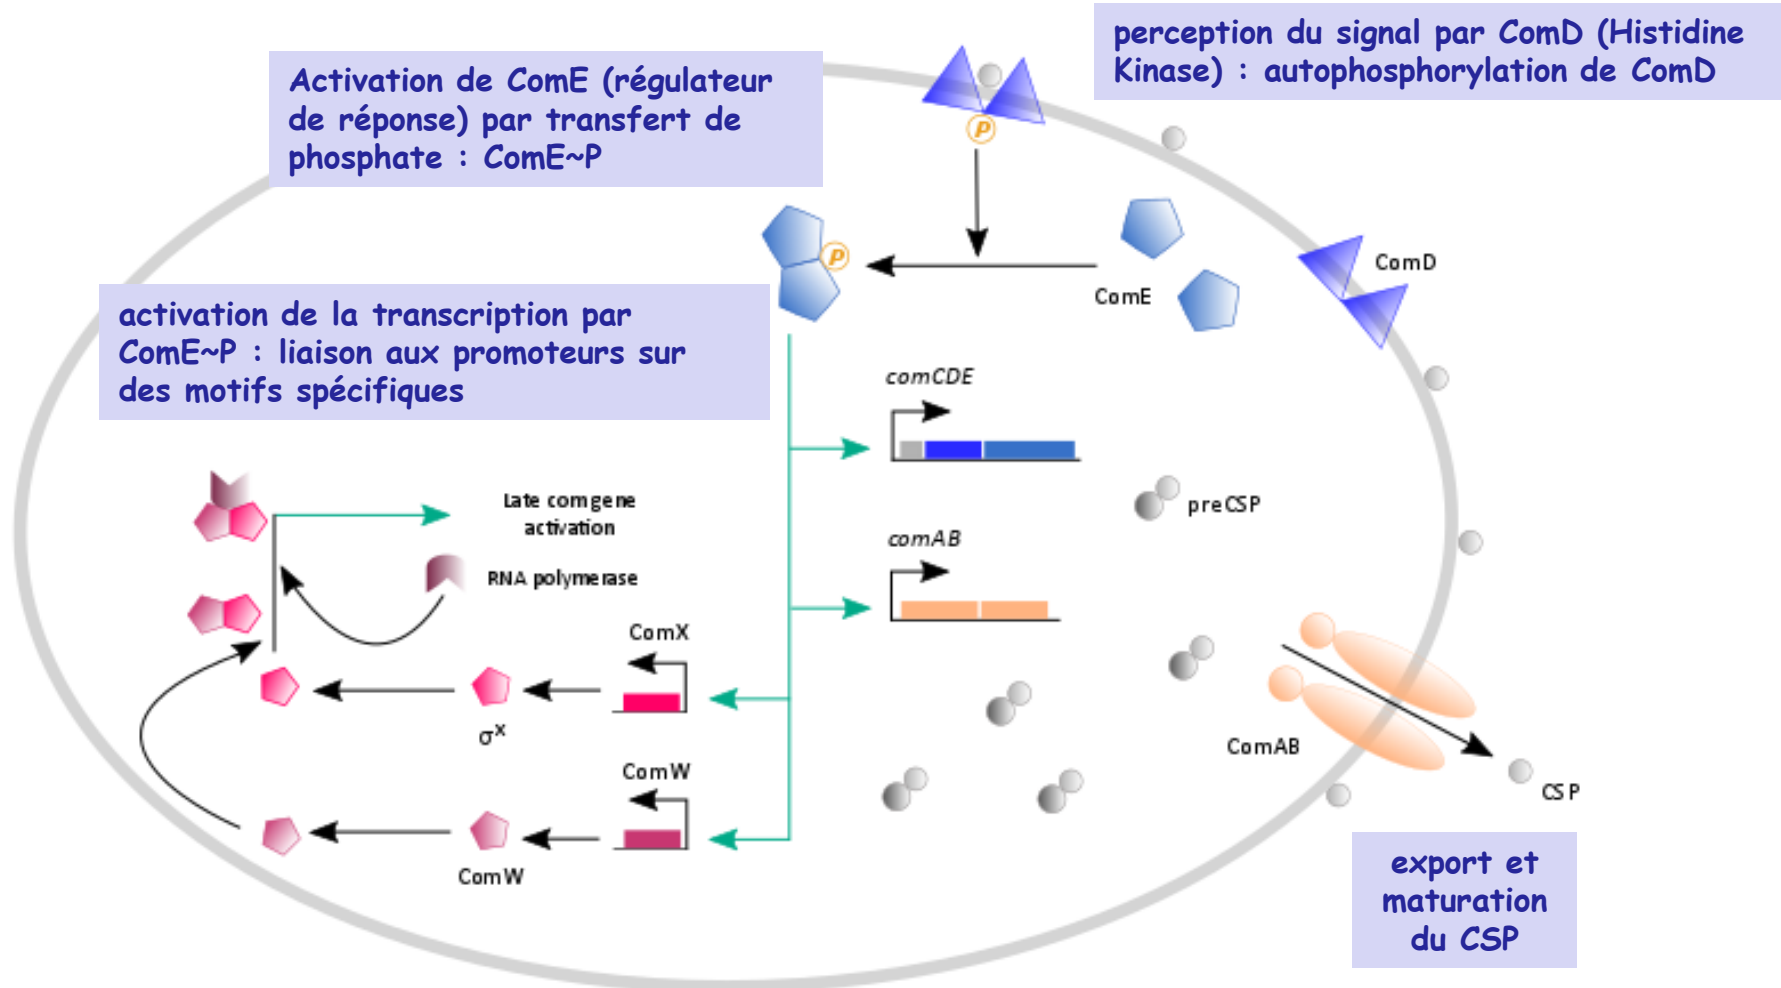 perception du signal par ComD (Histidine
Kinase) : autophosphorylation de ComD
Activation de ComE (régulateur
de réponse) par transfert de
phosphate : ComE~P
P
P
ComD
ComE
activation de la transcription par
ComE~P : liaison aux promoteurs sur
des motifs spécifiques
comCDE
Late com gene
activation
preCSP
comAB
RNA polymerase
ComX
σx
ComAB
ComW
CSP
ComW
export et
maturation
du CSP